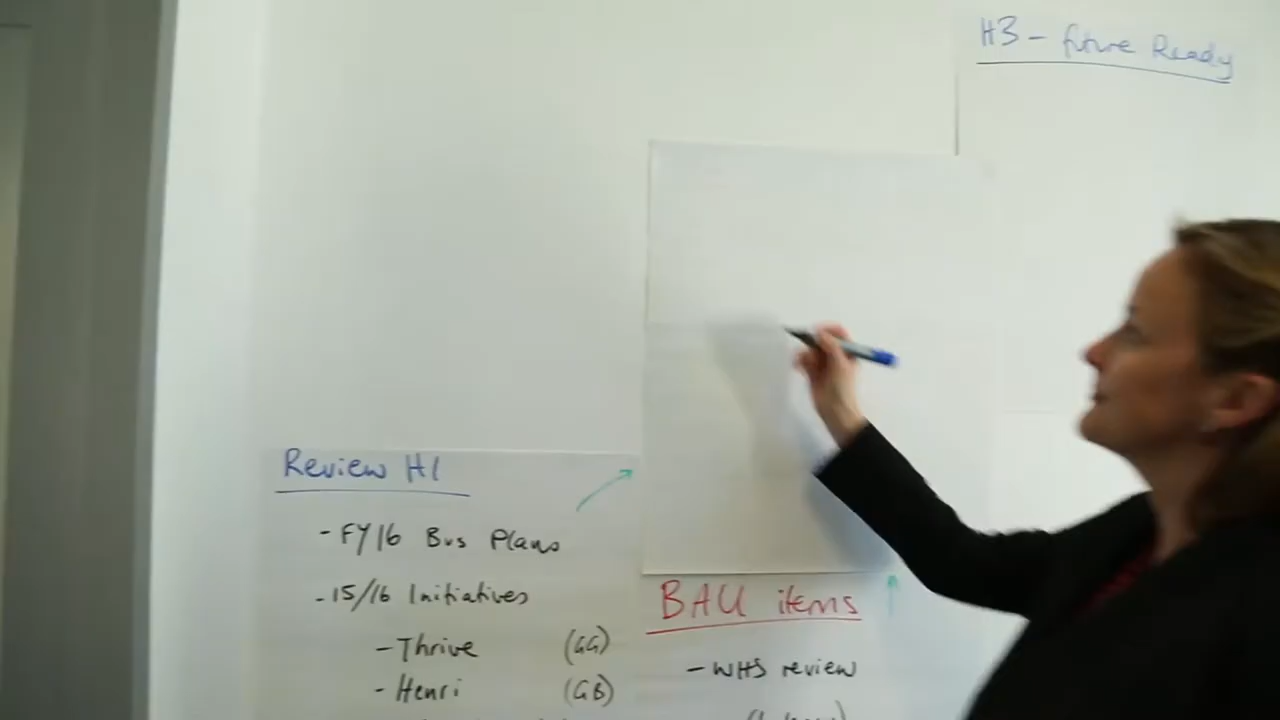 H3 - future Ready
Review H1
- FY16 Bus Plans
- 15/16 Initiatives
- Thrive (GG)
- Henri (GB)
BAU items
- WHS review